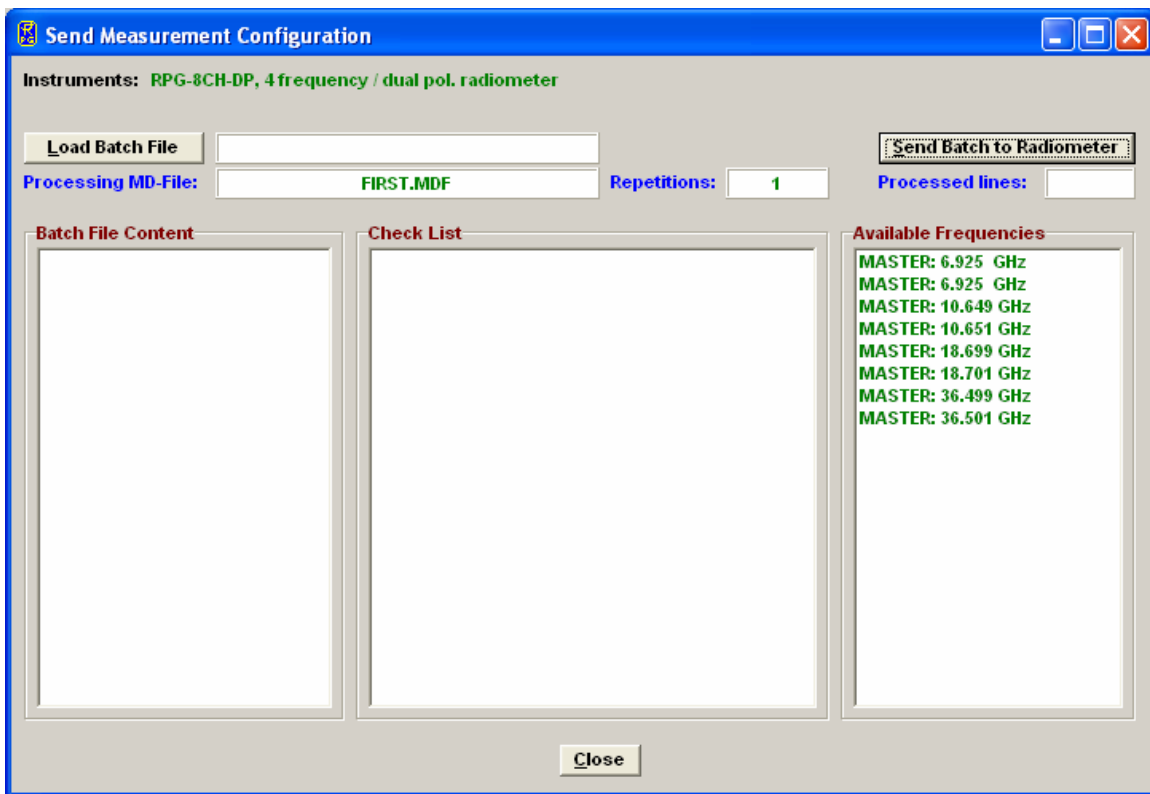 Send Measurement Configuration
Instruments: RPG-8CH-DP, 4 frequency / dual pol. radiometer
Load Batch File
Send Batch to Radiometer
Processing MD-File: FIRST.MDF Repetitions: 1 Processed lines:
Batch File Content
Check List
Available Frequencies
MASTER: 6.925 GHz
MASTER: 6.925 GHz
MASTER: 10.649 GHz
MASTER: 10.651 GHz
MASTER: 18.699 GHz
MASTER: 18.701 GHz
MASTER: 36.499 GHz
MASTER: 36.501 GHz
Close